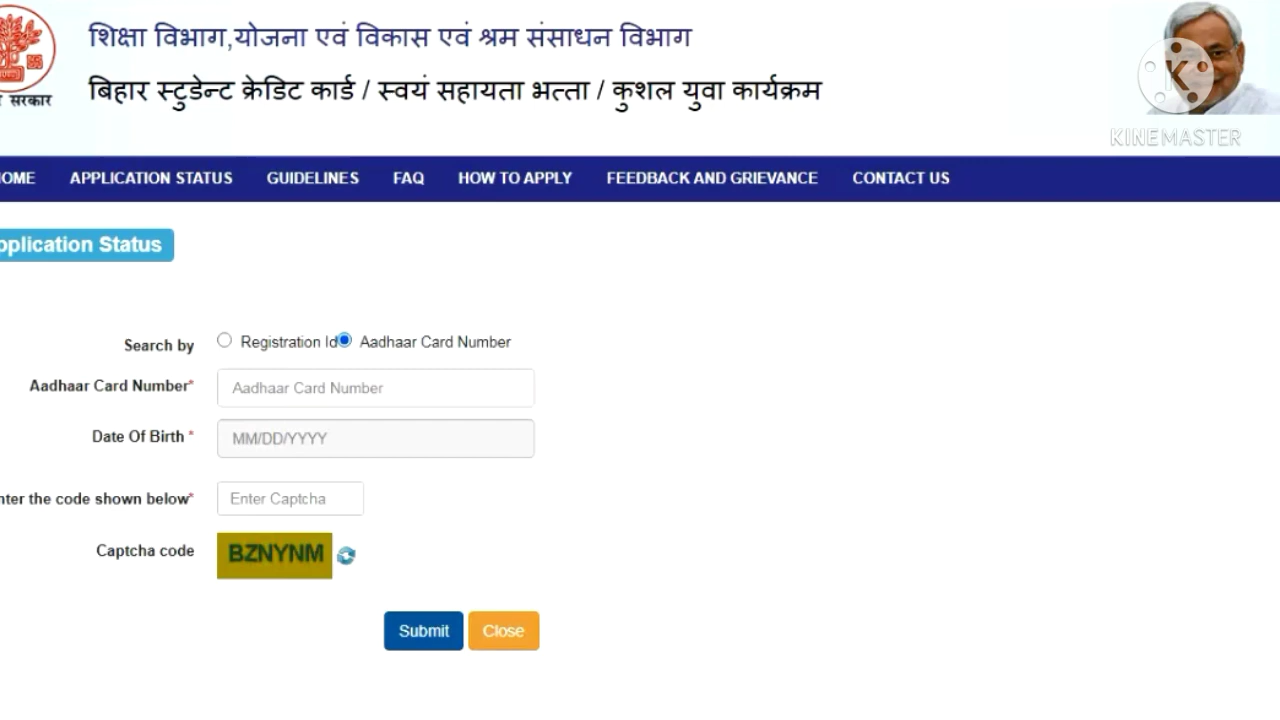 शिक्षा विभाग,योजना एवं विकास एवं श्रम संसाधन विभाग
बिहार स्टुडेन्ट क्रेडिट कार्ड / स्वयं सहायता भत्ता / कुशल युवा कार्यक्रम
सरकार
KINEMASTER
OME APPLICATION STATUS GUIDELINES FAQ HOW TO APPLY FEEDBACK AND GRIEVANCE CONTACT US
pplication Status
Search by Registration Id Aadhaar Card Number
Aadhaar Card Number* Aadhaar Card Number
Date Of Birth * MM/DD/YYYY
nter the code shown below* Enter Captcha
Captcha code BZNYNM
Submit Close